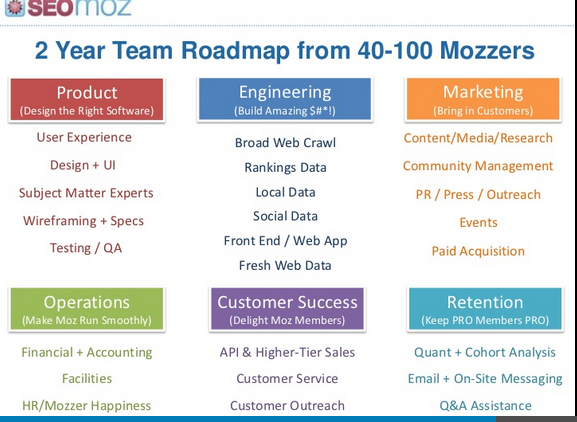 SEOmoz
2 Year Team Roadmap from 40-100 Mozzers
Product
(Design the Right Software)
User Experience
Design + UI
Subject Matter Experts
Wireframing + Specs
Testing / QA
Engineering
(Build Amazing $#*!)
Broad Web Crawl
Rankings Data
Local Data
Social Data
Front End / Web App
Fresh Web Data
Marketing
(Bring in Customers)
Content/Media/Research
Community Management
PR / Press / Outreach
Events
Paid Acquisition
Operations
(Make Moz Run Smoothly)
Financial + Accounting
Facilities
HR/Mozzer Happiness
Customer Success
(Delight Moz Members)
API & Higher-Tier Sales
Customer Service
Customer Outreach
Retention
(Keep PRO Members PRO)
Quant + Cohort Analysis
Email + On-Site Messaging
Q&A Assistance